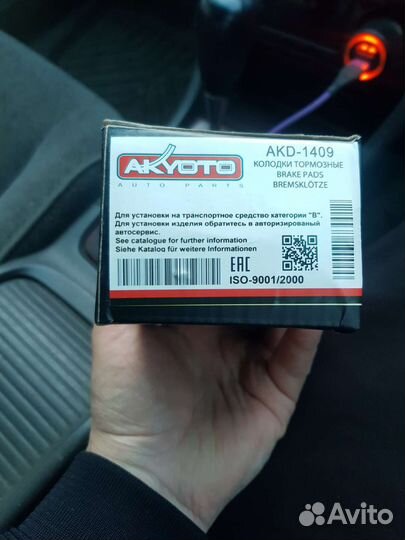 AKYOTO
AUTO PARTS
AKD-1409
КОЛОДКИ ТОРМОЗНЫЕ
BRAKE PADS
BREMSKLÖTZE
Для установки на транспортное средство категории "В".
Для установки изделия обратитесь в авторизированый
автосервис.
See catalogue for further information
Siehe Katalog für weitere Informationen
EAC
ISO-9001/2000
Avito